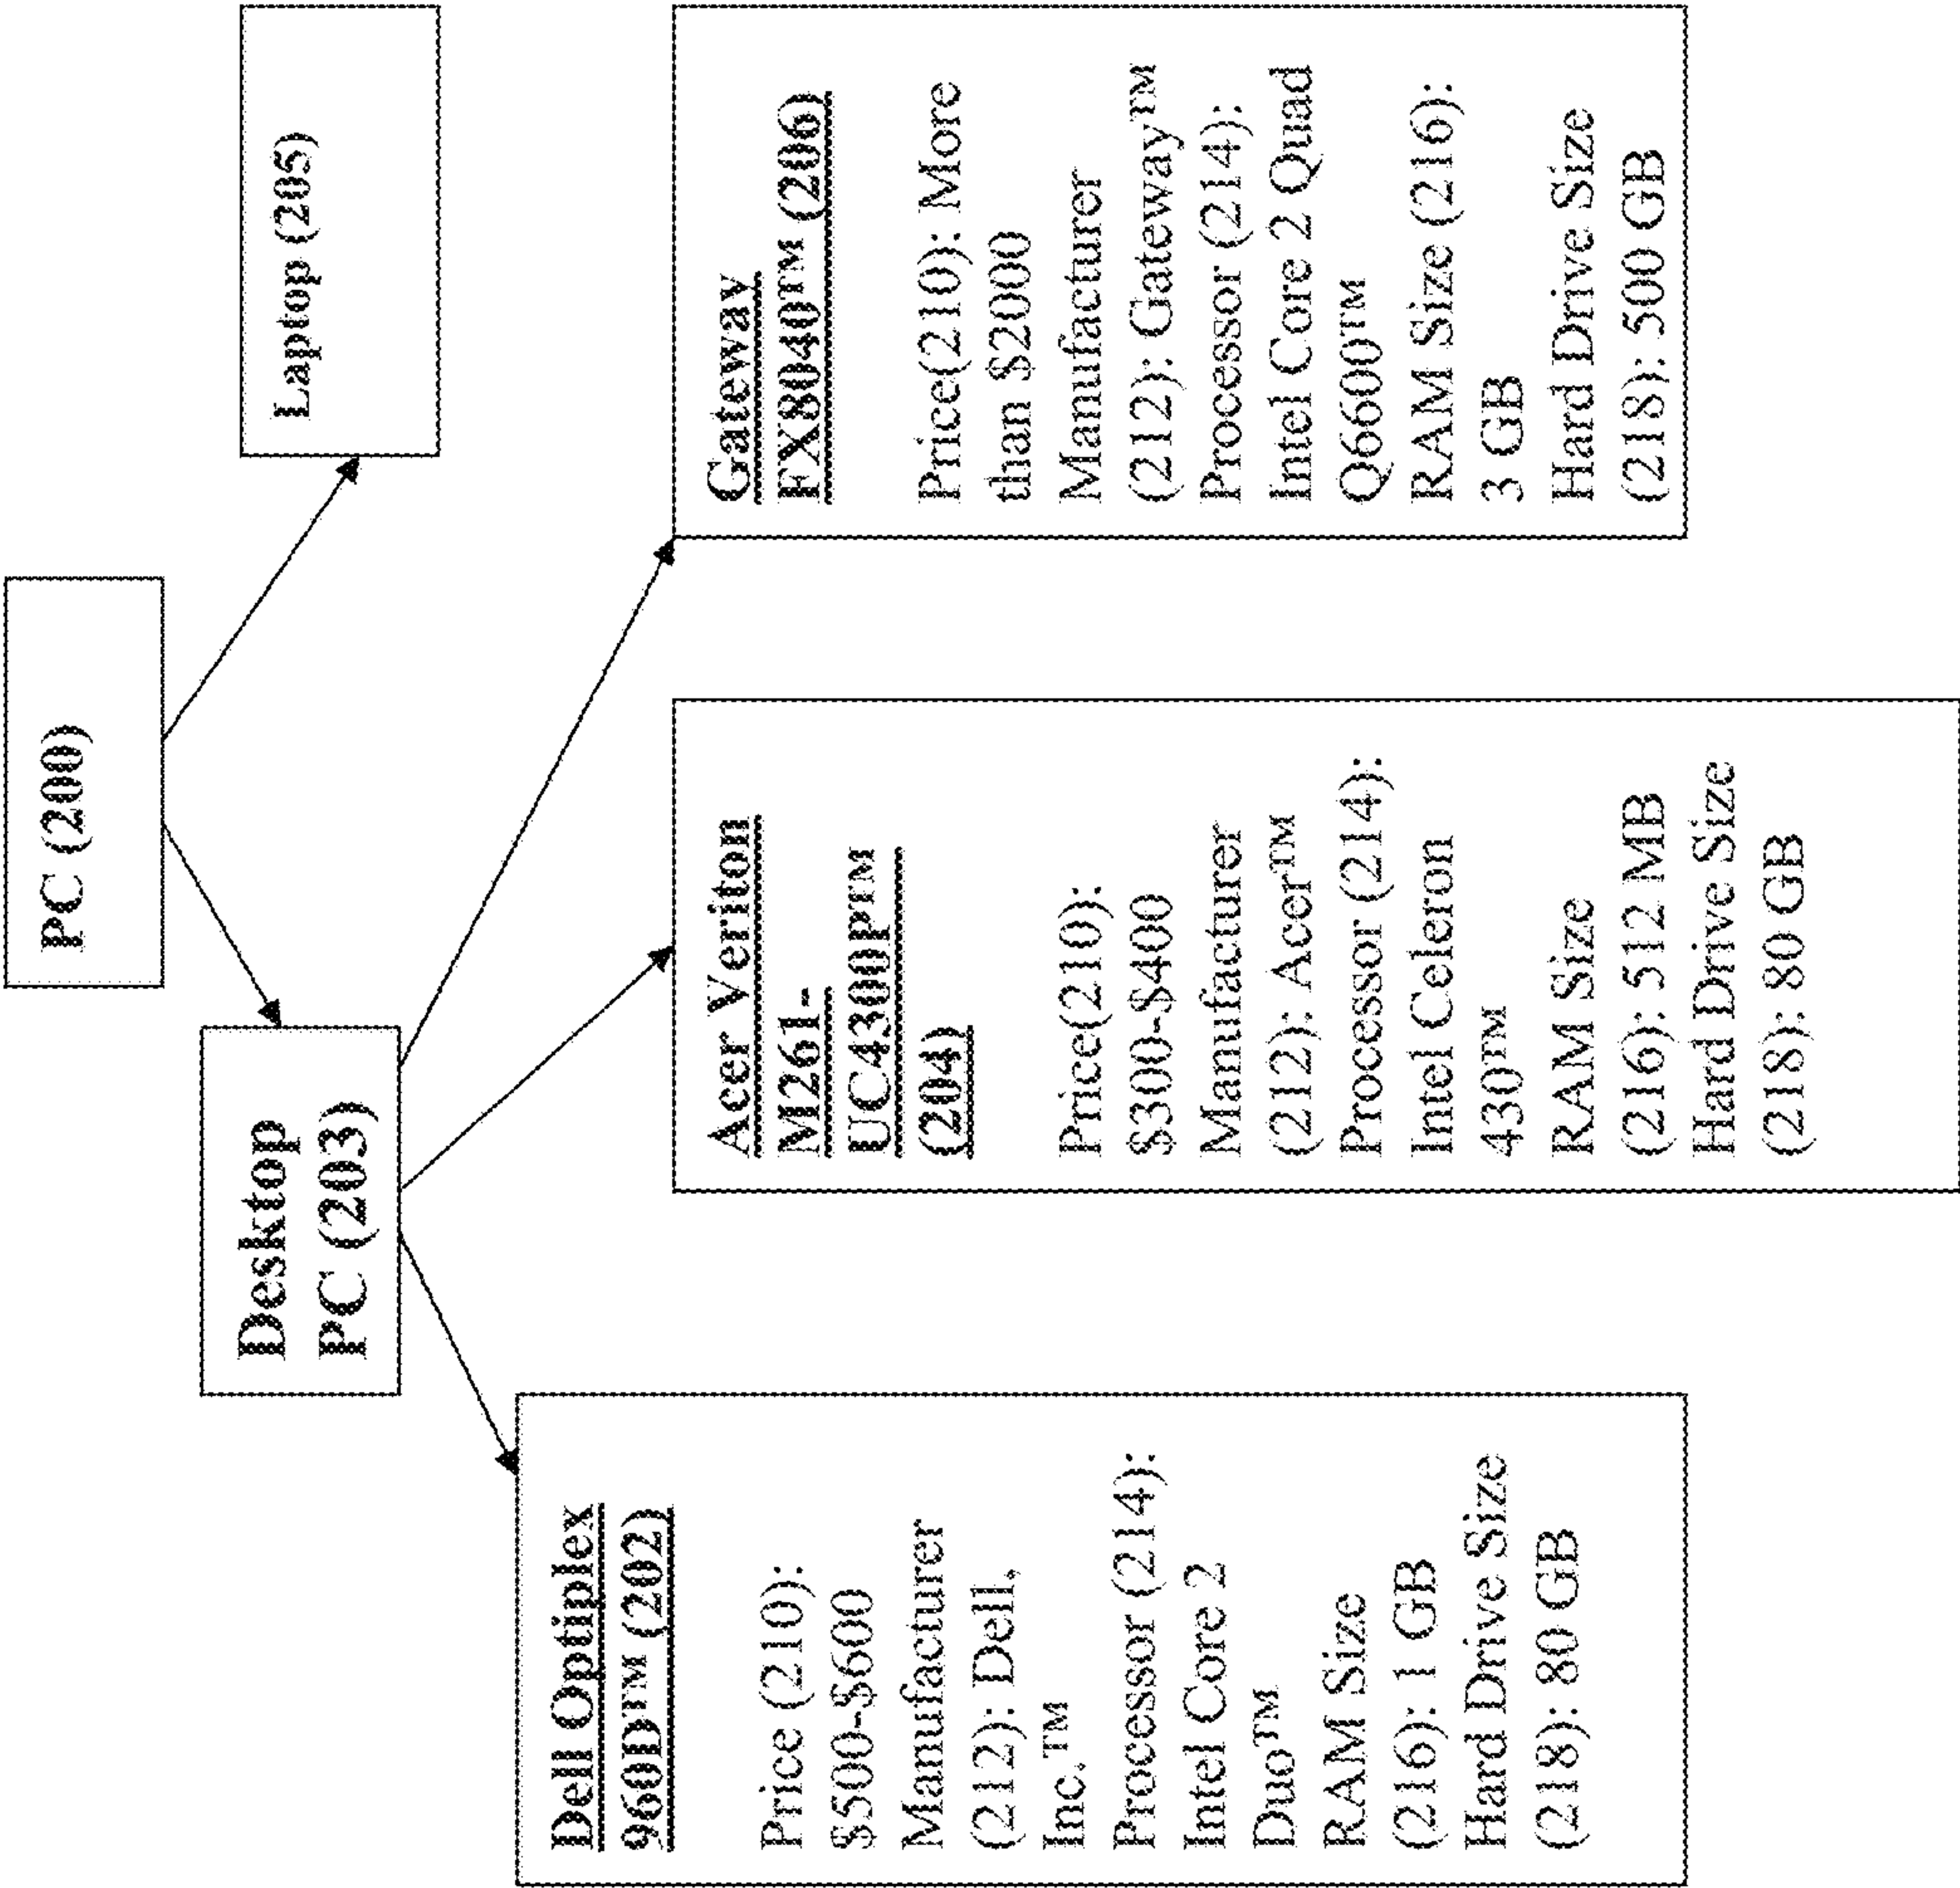 PC (200)
Desktop
PC (203)
Laptop (205)
Dell Optiplex
960D™ (202)
Price (210):
$500-$600
Manufacturer
(212): Dell,
Inc.™
Processor (214):
Intel Core 2
Duo™
RAM Size
(216): 1 GB
Hard Drive Size
(218): 80 GB
Acer Veriton
M261-
UC4300P™
(204)
Price(210):
$300-$400
Manufacturer
(212): Acer™
Processor (214):
Intel Celeron
430™
RAM Size
(216): 512 MB
Hard Drive Size
(218): 80 GB
Gateway
FX8040™ (206)
Price(210): More
than $2000
Manufacturer
(212): Gateway™
Processor (214):
Intel Core 2 Quad
Q6600™
RAM Size (216):
3 GB
Hard Drive Size
(218): 500 GB